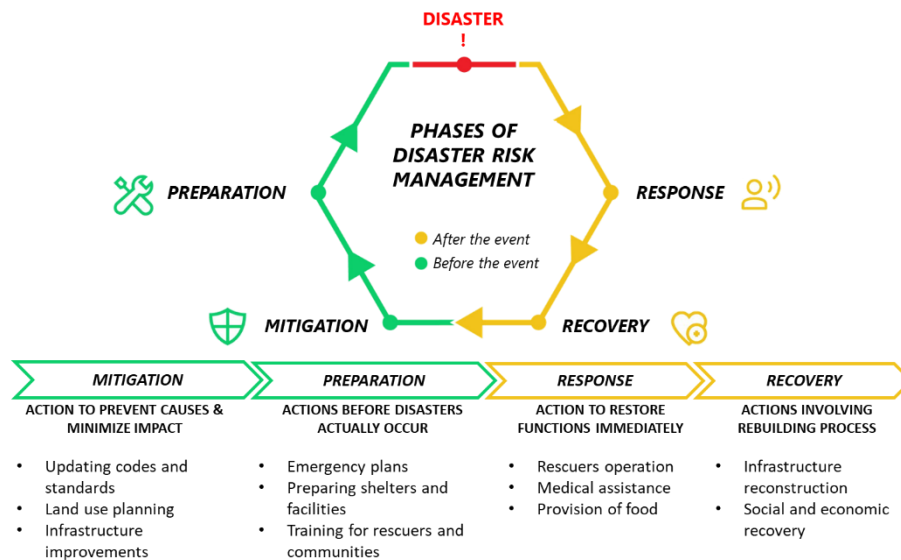 DISASTER
!
PHASES OF
DISASTER RISK
MANAGEMENT
PREPARATION
RESPONSE
After the event
Before the event
MITIGATION
RECOVERY
MITIGATION
PREPARATION
RESPONSE
RECOVERY
ACTION TO PREVENT CAUSES &
MINIMIZE IMPACT
ACTIONS BEFORE DISASTERS
ACTUALLY OCCUR
ACTION TO RESTORE
FUNCTIONS IMMEDIATELY
ACTIONS INVOLVING
REBUILDING PROCESS
• Updating codes and
standards
• Land use planning
• Infrastructure
improvements
• Emergency plans
• Preparing shelters and
facilities
• Training for rescuers and
communities
• Rescuers operation
• Medical assistance
• Provision of food
• Infrastructure
reconstruction
• Social and economic
recovery